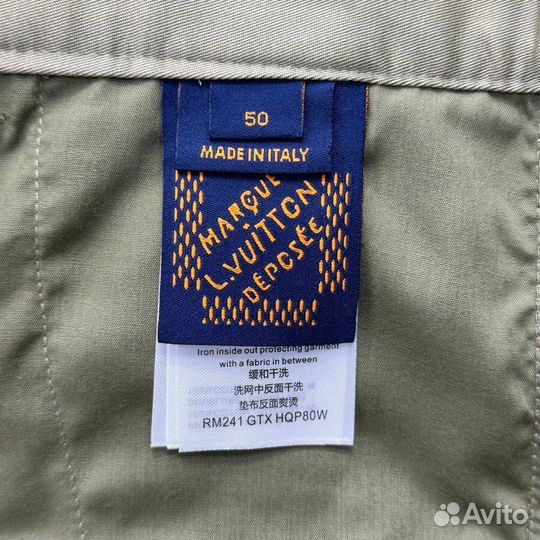 50
MADE IN ITALY
MARQUE
L.VUITTON
DÉPOSÉE
Iron inside out protecting garment
with a fabric in between
缓和干洗
洗网中反面干洗
垫布反面熨烫
RM241 GTX HQP80W
Avito